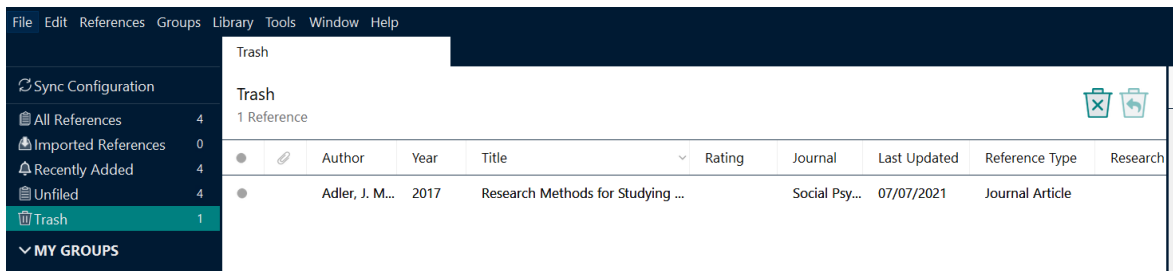 File Edit References Groups Library Tools Window Help
Trash
Sync Configuration
Trash
1 Reference
All References 4
Imported References 0
Recently Added 4
Unfiled 4
Trash 1
MY GROUPS
Author Year Title Rating Journal Last Updated Reference Type Research
Adler, J. M... 2017 Research Methods for Studying ... Social Psy... 07/07/2021 Journal Article